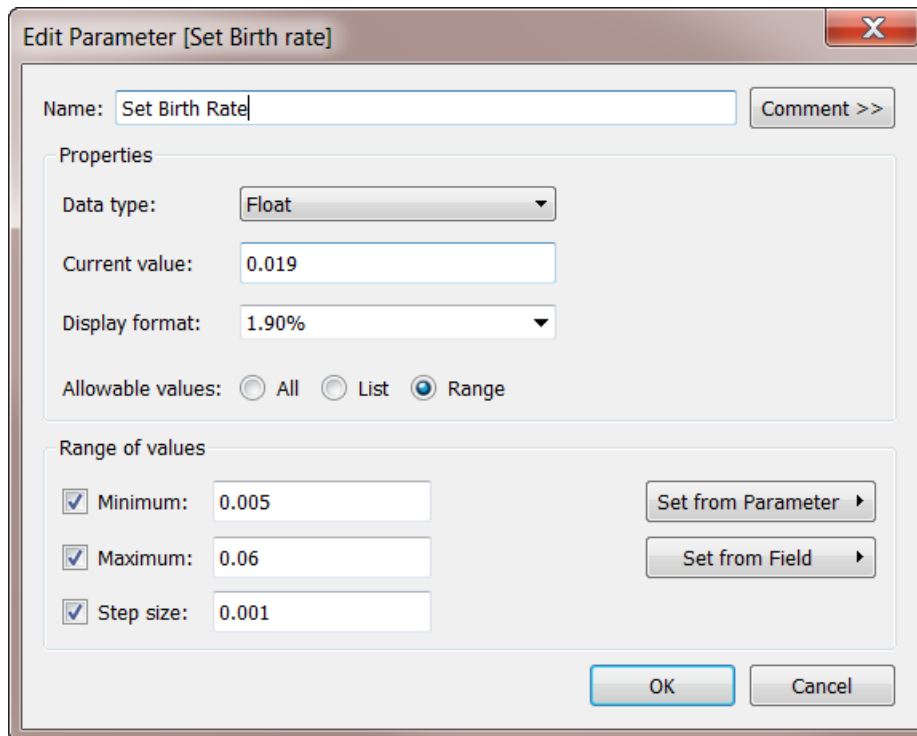 Edit Parameter [Set Birth rate]
Name: Set Birth Rate Comment >>
Properties
Data type: Float
Current value: 0.019
Display format: 1.90%
Allowable values: All List Range
Range of values
Minimum: 0.005 Set from Parameter
Maximum: 0.06 Set from Field
Step size: 0.001
OK Cancel